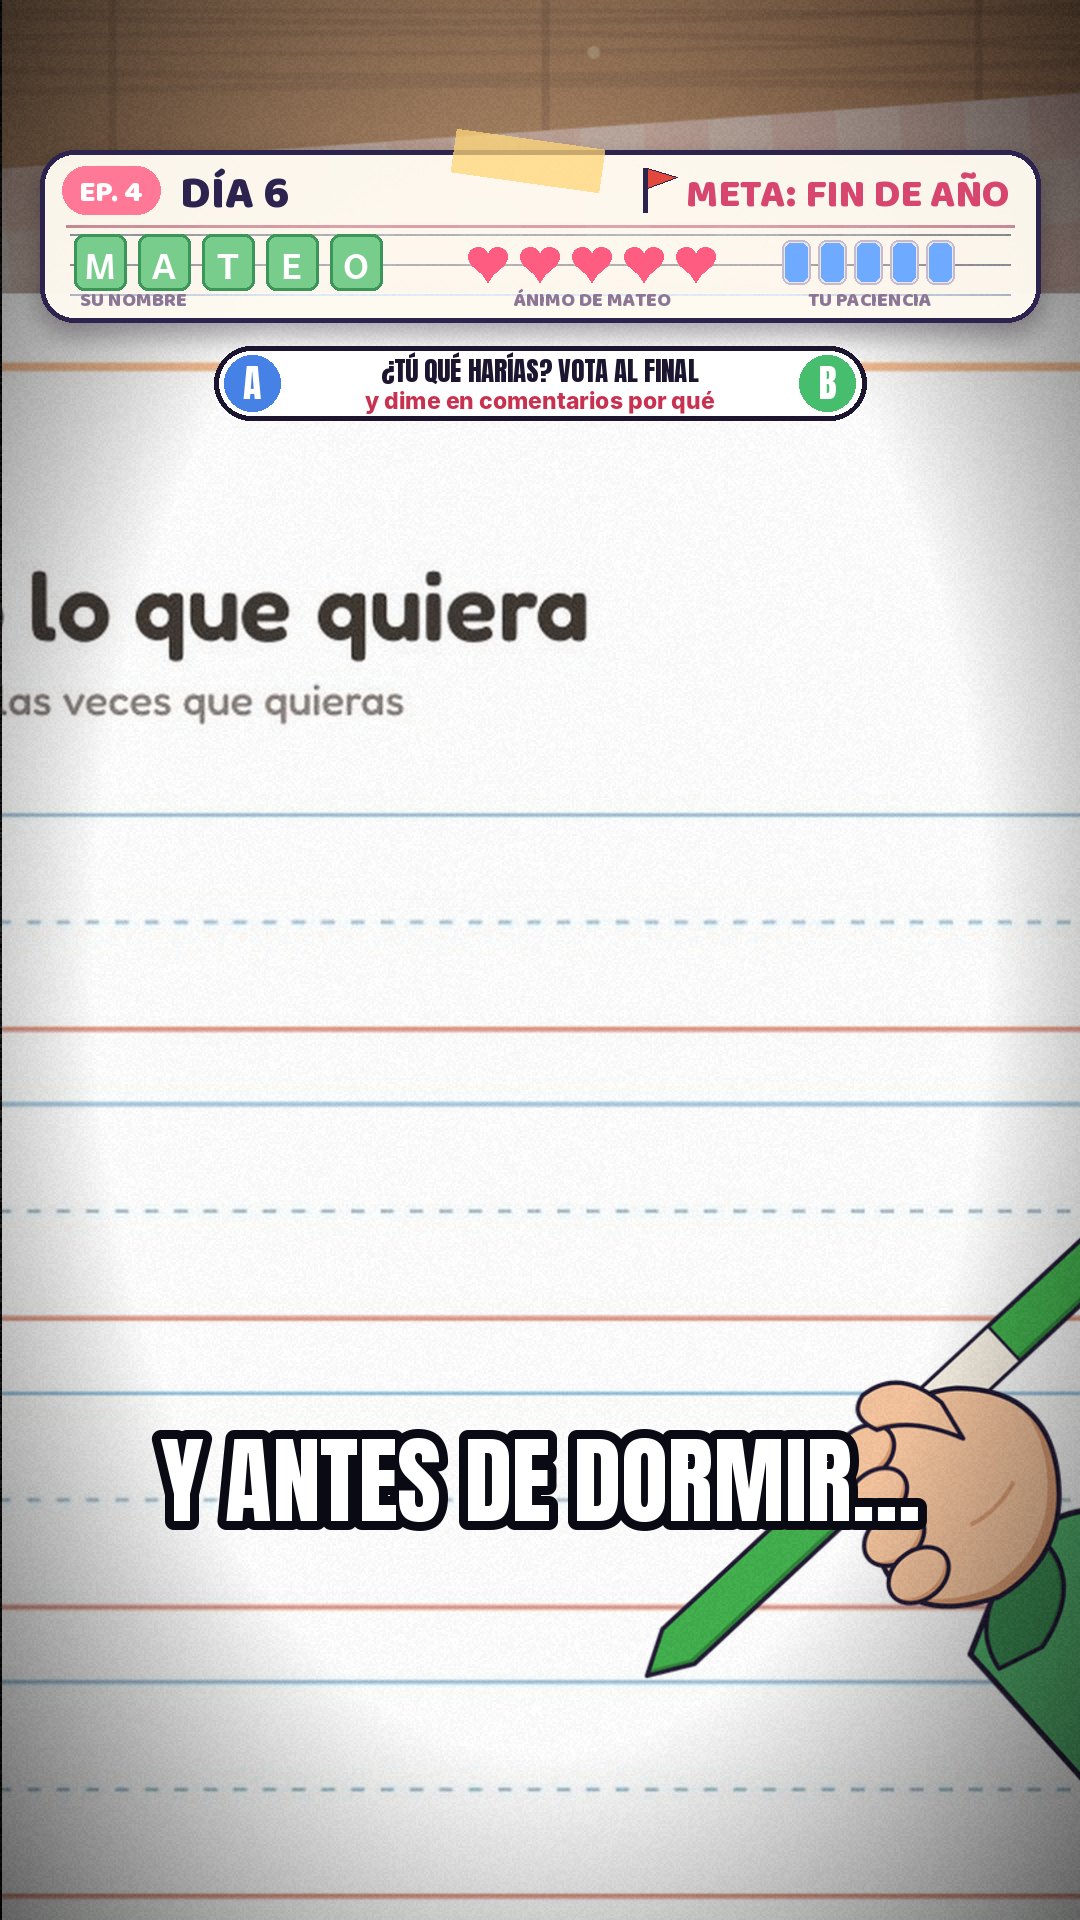 EP. 4 DÍA 6 META: FIN DE AÑO
M A T E O
SU NOMBRE ÁNIMO DE MATEO TU PACIENCIA
A ¿TÚ QUÉ HARÍAS? VOTA AL FINAL B
y dime en comentarios por qué
lo que quiera
las veces que quieras
Y ANTES DE DORMIR...